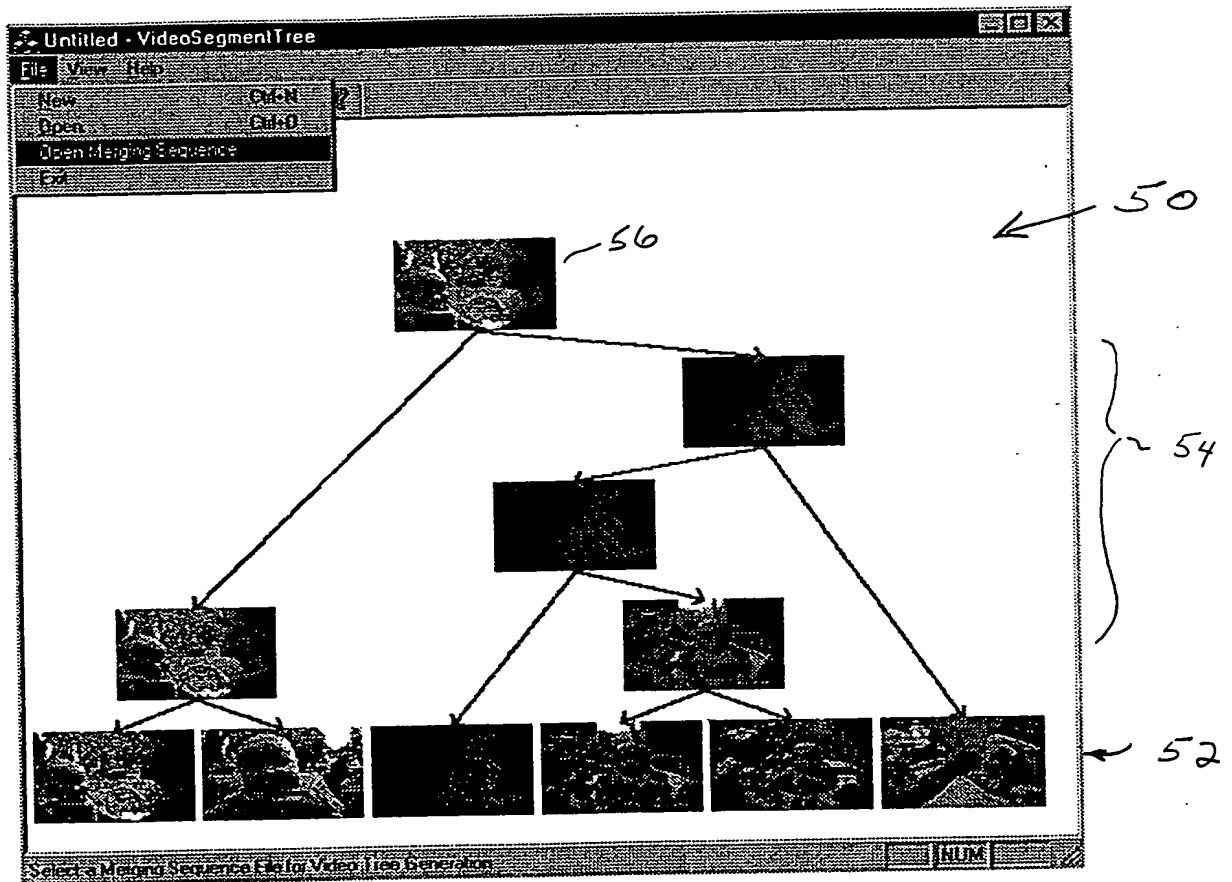 Untitled - VideoSegmentTree
File View Help
New Ctrl+N
Open... Ctrl+O
Open Merging Sequence
Exit
50
56
54
52
Select a Merging Sequence File for Video Tree Generation
NUM